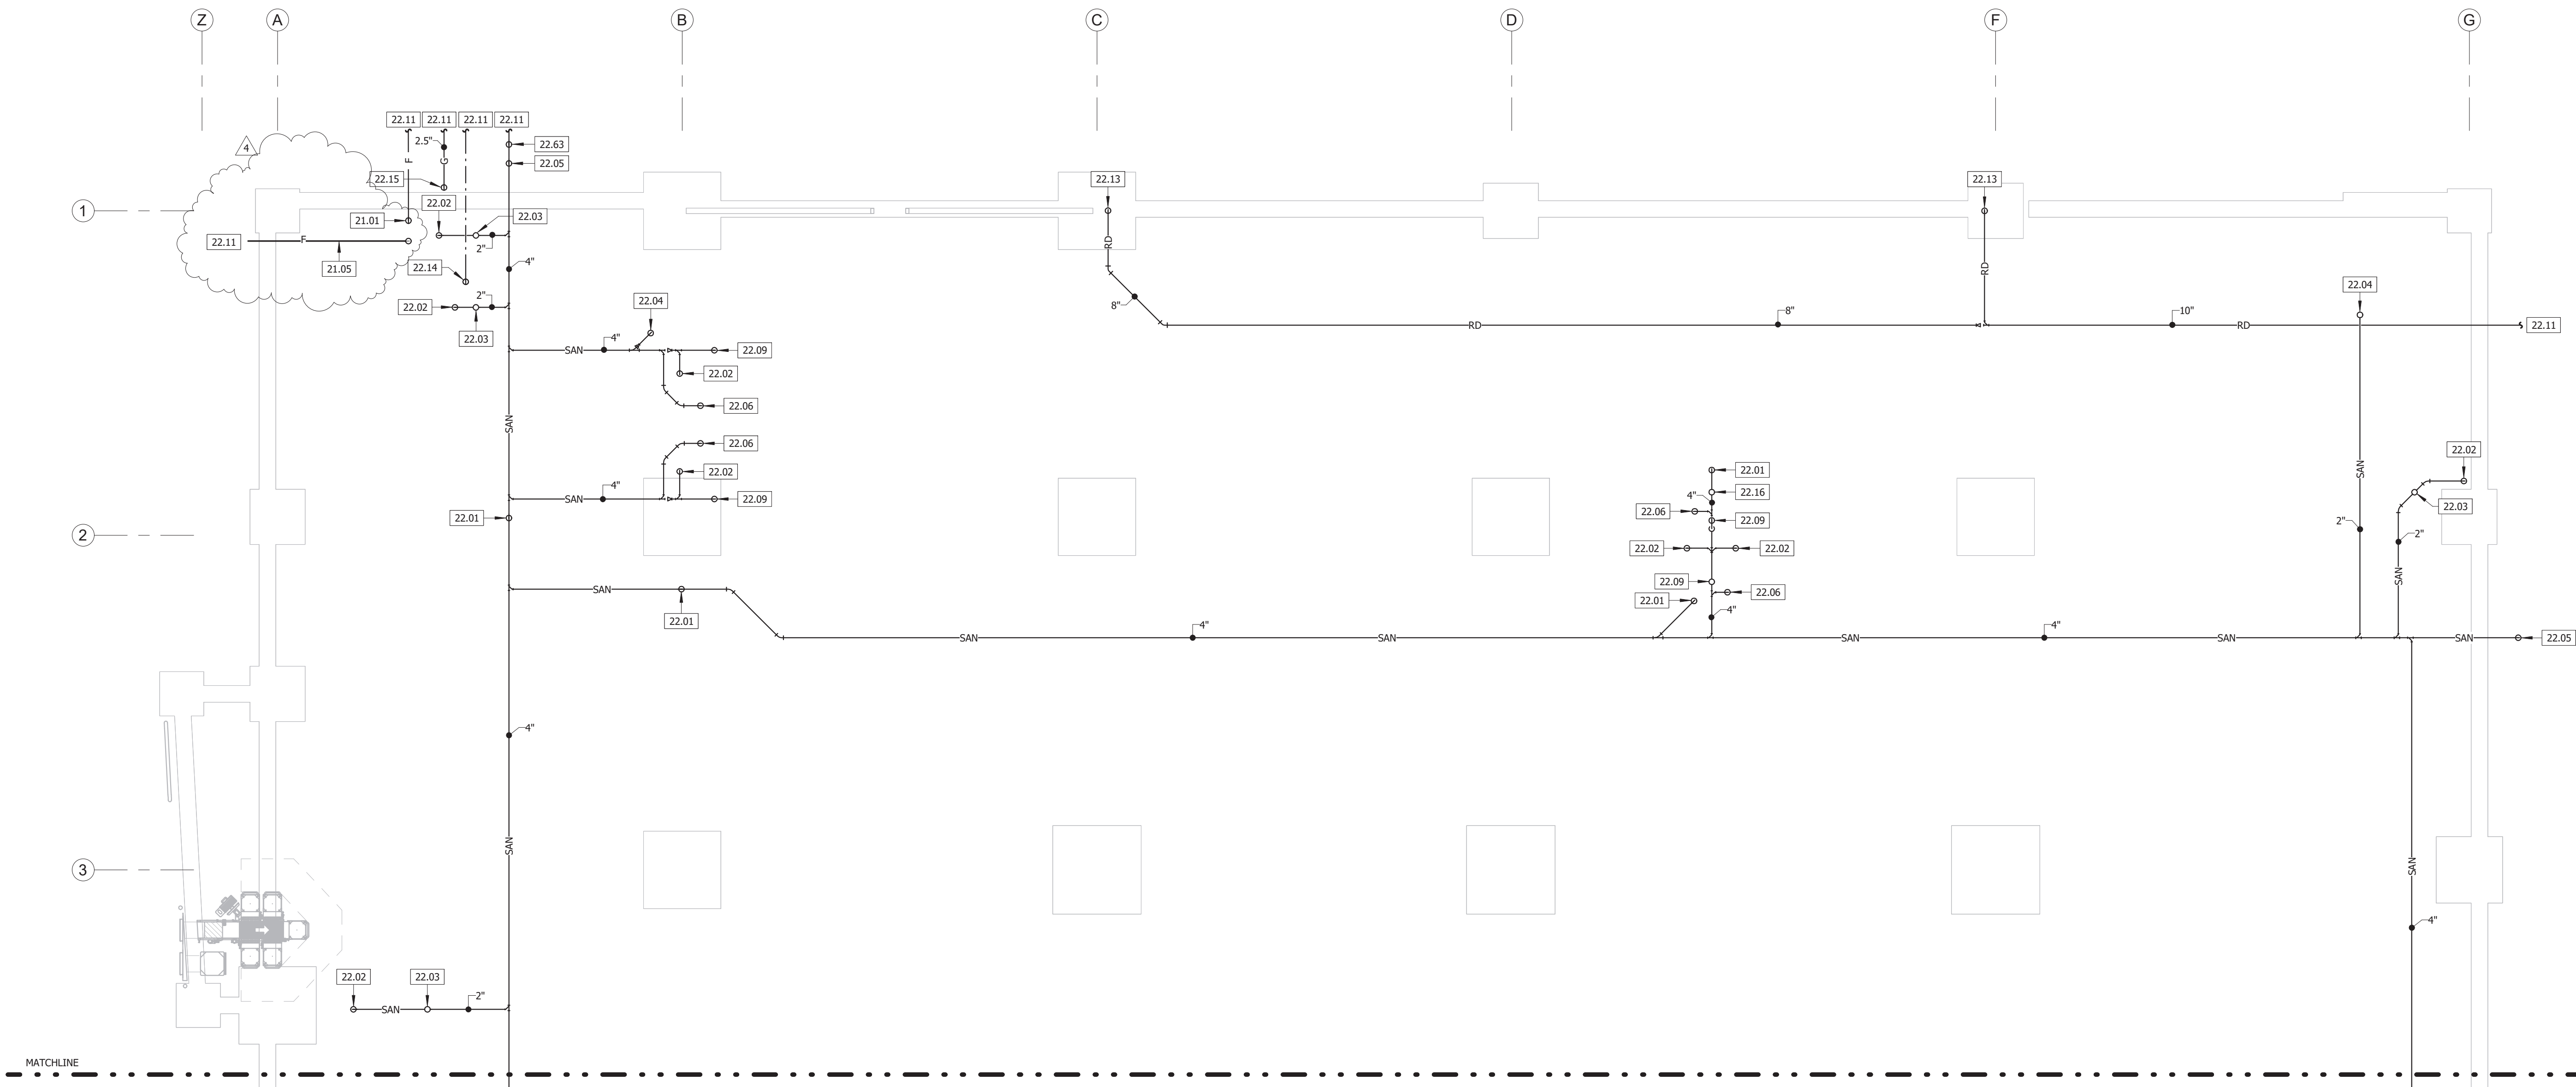 Z
A
B
C
D
F
G
22.11
22.11
22.11
22.11
4
2.5"
22.63
F
G
22.05
22.15
22.13
22.13
22.02
1
21.01
22.03
22.11
F
RD
2"
21.05
22.14
4"
RD
2"
22.04
22.04
22.02
8"
8"
10"
22.03
RD
RD
22.11
4"
SAN
22.09
22.02
22.06
SAN
22.06
22.02
22.02
22.01
SAN
4"
22.16
SAN
22.09
4"
22.03
22.01
22.06
22.09
2"
2
2"
22.02
22.02
SAN
22.09
SAN
22.01
22.06
22.01
4"
4"
4"
SAN
SAN
SAN
SAN
SAN
22.05
4"
SAN
3
SAN
4"
22.02
22.03
2"
SAN
MATCHLINE